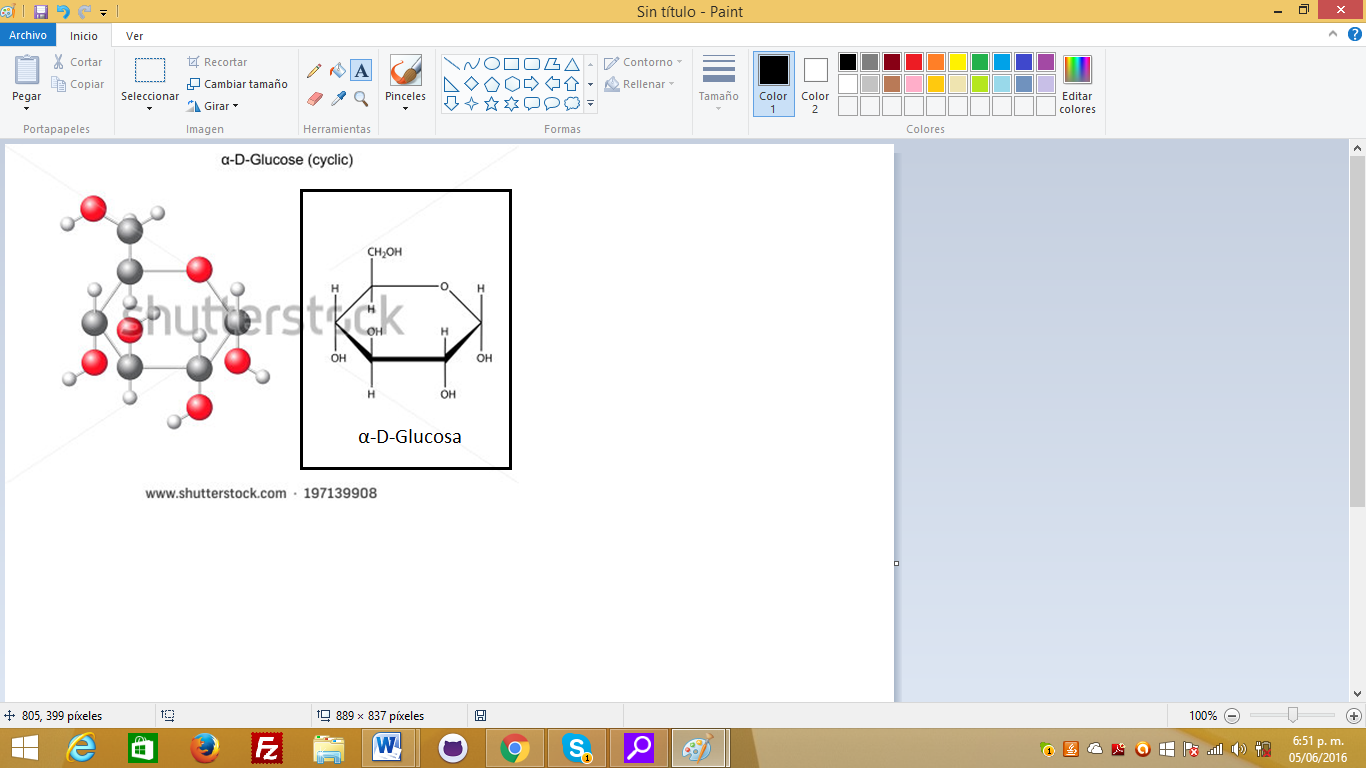 Sin título - Paint
Archivo Inicio Ver
Pegar
Cortar
Copiar
Portapapeles
Seleccionar
Recortar
Cambiar tamaño
Girar
Imagen
A
Herramientas
Pinceles
Contorno
Rellenar
Formas
Tamaño
Color 1
Color 2
Editar colores
Colores
α-D-Glucose (cyclic)
shutterstock
CH₂OH
H O H
H
OH H
OH OH
H OH
α-D-Glucosa
www.shutterstock.com · 197139908
805, 399 píxeles 889 × 837 píxeles 100%
6:51 p. m.
05/06/2016